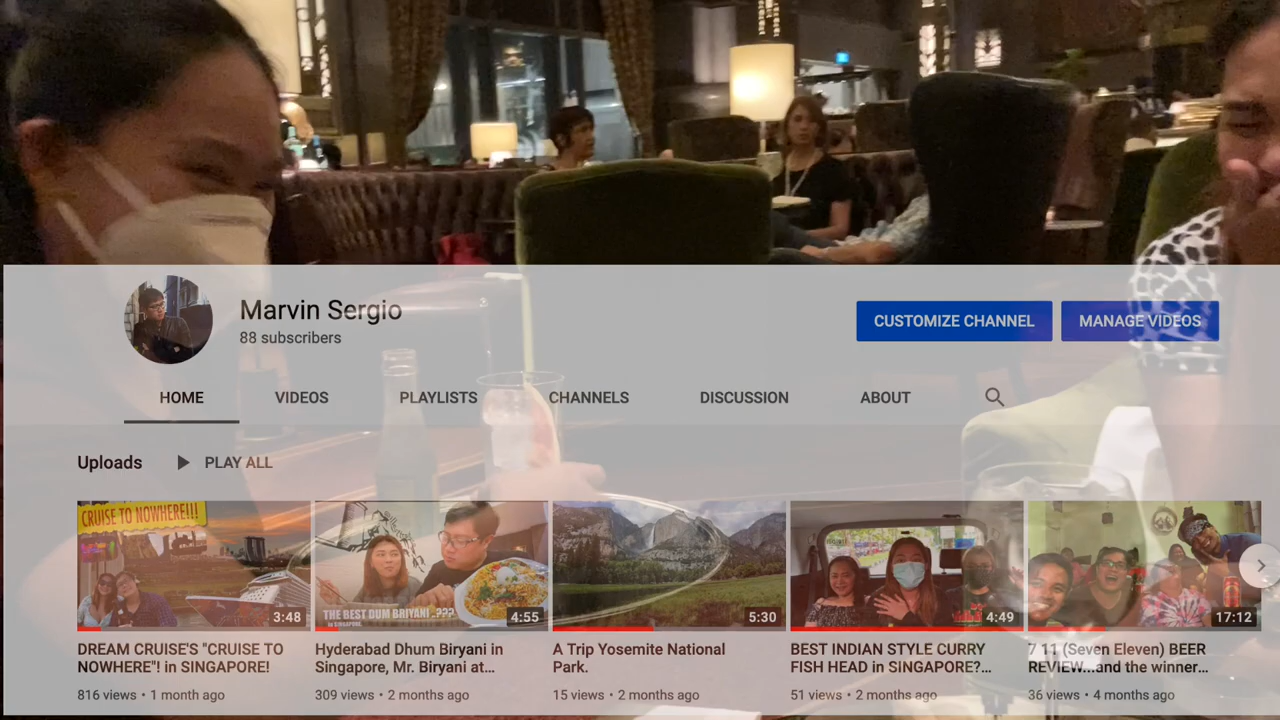 Marvin Sergio
88 subscribers
CUSTOMIZE CHANNEL
MANAGE VIDEOS
HOME
VIDEOS
PLAYLISTS
CHANNELS
DISCUSSION
ABOUT
Uploads
PLAY ALL
CRUISE TO NOWHERE!!!
3:48
THE BEST DUM BRIYANI ..???
in SINGAPORE
4:55
5:30
4:49
17:12
DREAM CRUISE'S "CRUISE TO
NOWHERE"! in SINGAPORE!
816 views • 1 month ago
Hyderabad Dhum Biryani in
Singapore, Mr. Biryani at...
309 views • 2 months ago
A Trip Yosemite National
Park.
15 views • 2 months ago
BEST INDIAN STYLE CURRY
FISH HEAD in SINGAPORE?...
51 views • 2 months ago
7 11 (Seven Eleven) BEER
REVIEW...and the winner...
36 views • 4 months ago